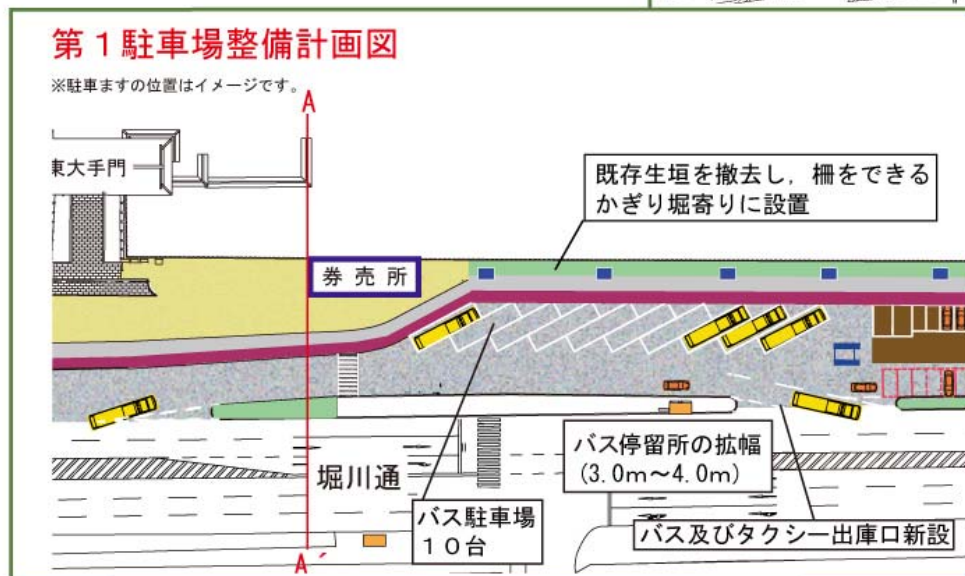 第１駐車場整備計画図
※駐車ますの位置はイメージです。
A
東大手門
既存生垣を撤去し，柵をできる
かぎり堀寄りに設置
券売所
堀川通
バス停留所の拡幅
(3.0m～4.0m)
バス駐車場
１０台
バス及びタクシー出庫口新設
A´